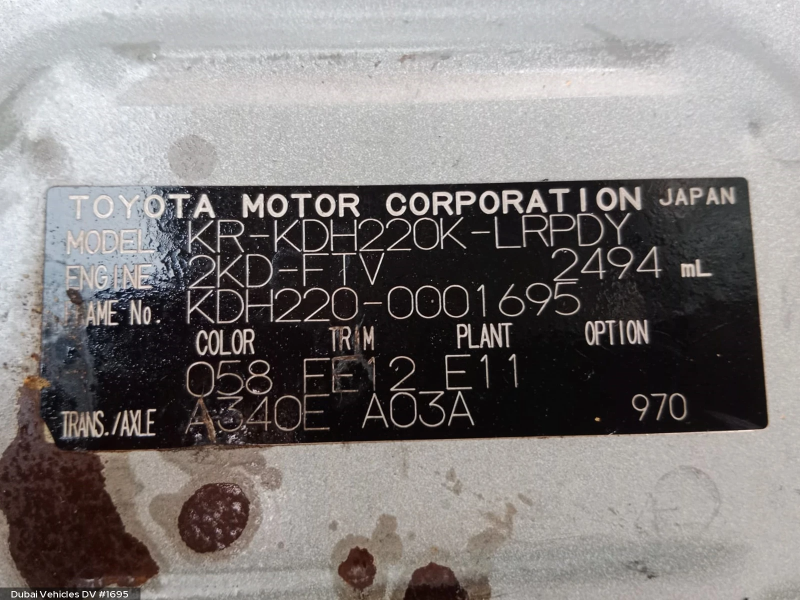 TOYOTA MOTOR CORPORATION JAPAN
MODEL KR-KDH220K-LRPDY
ENGINE 2KD-FTV 2494 mL
FRAME No. KDH220-0001695
COLOR TRIM PLANT OPTION
058 FE12 E11
TRANS./AXLE A340E A03A 970
Dubai Vehicles DV #1695